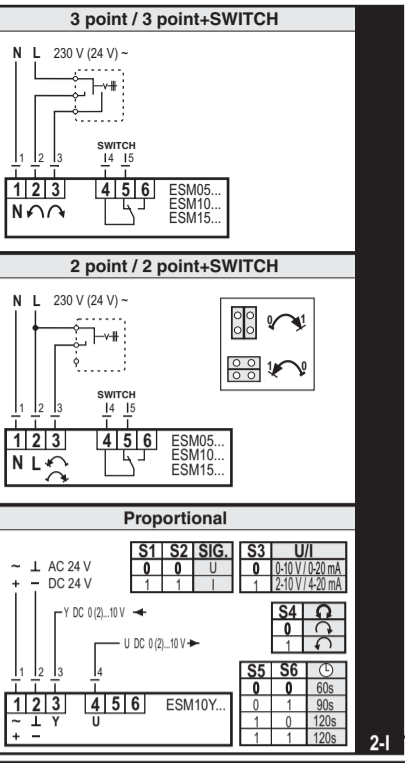 3 point / 3 point+SWITCH
N L 230 V (24 V) ~
SWITCH
1 2 3 4 5
1 2 3 4 5 6 ESM05...
ESM10...
ESM15...
N
2 point / 2 point+SWITCH
N L 230 V (24 V) ~
0 1
1 0
SWITCH
1 2 3 4 5
1 2 3 4 5 6 ESM05...
ESM10...
ESM15...
N L
Proportional
S1 S2 SIG.
0 0 U
1 1 I
S3 U/I
0 0-10 V / 0-20 mA
1 2-10 V / 4-20 mA
~ ⊥ AC 24 V
+ − DC 24 V
Y DC 0 (2)...10 V
U DC 0 (2)...10 V
S4
0
1
S5 S6
0 0 60s
0 1 90s
1 0 120s
1 1 120s
1 2 3 4
1 2 3 4 5 6 ESM10Y...
~ ⊥ Y U
+ −
2-I